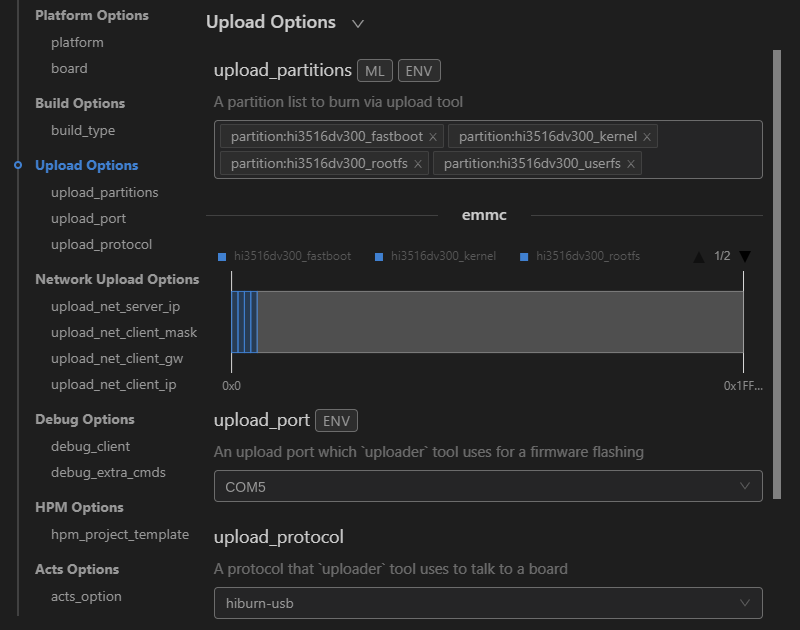 Platform Options
platform
board
Build Options
build_type
Upload Options
upload_partitions
upload_port
upload_protocol
Network Upload Options
upload_net_server_ip
upload_net_client_mask
upload_net_client_gw
upload_net_client_ip
Debug Options
debug_client
debug_extra_cmds
HPM Options
hpm_project_template
Acts Options
acts_option
Upload Options
upload_partitions ML ENV
A partition list to burn via upload tool
partition:hi3516dv300_fastboot × partition:hi3516dv300_kernel ×
partition:hi3516dv300_rootfs × partition:hi3516dv300_userfs ×
emmc
hi3516dv300_fastboot hi3516dv300_kernel hi3516dv300_rootfs 1/2
0x0 0x1FF...
upload_port ENV
An upload port which `uploader` tool uses for a firmware flashing
COM5
upload_protocol
A protocol that `uploader` tool uses to talk to a board
hiburn-usb